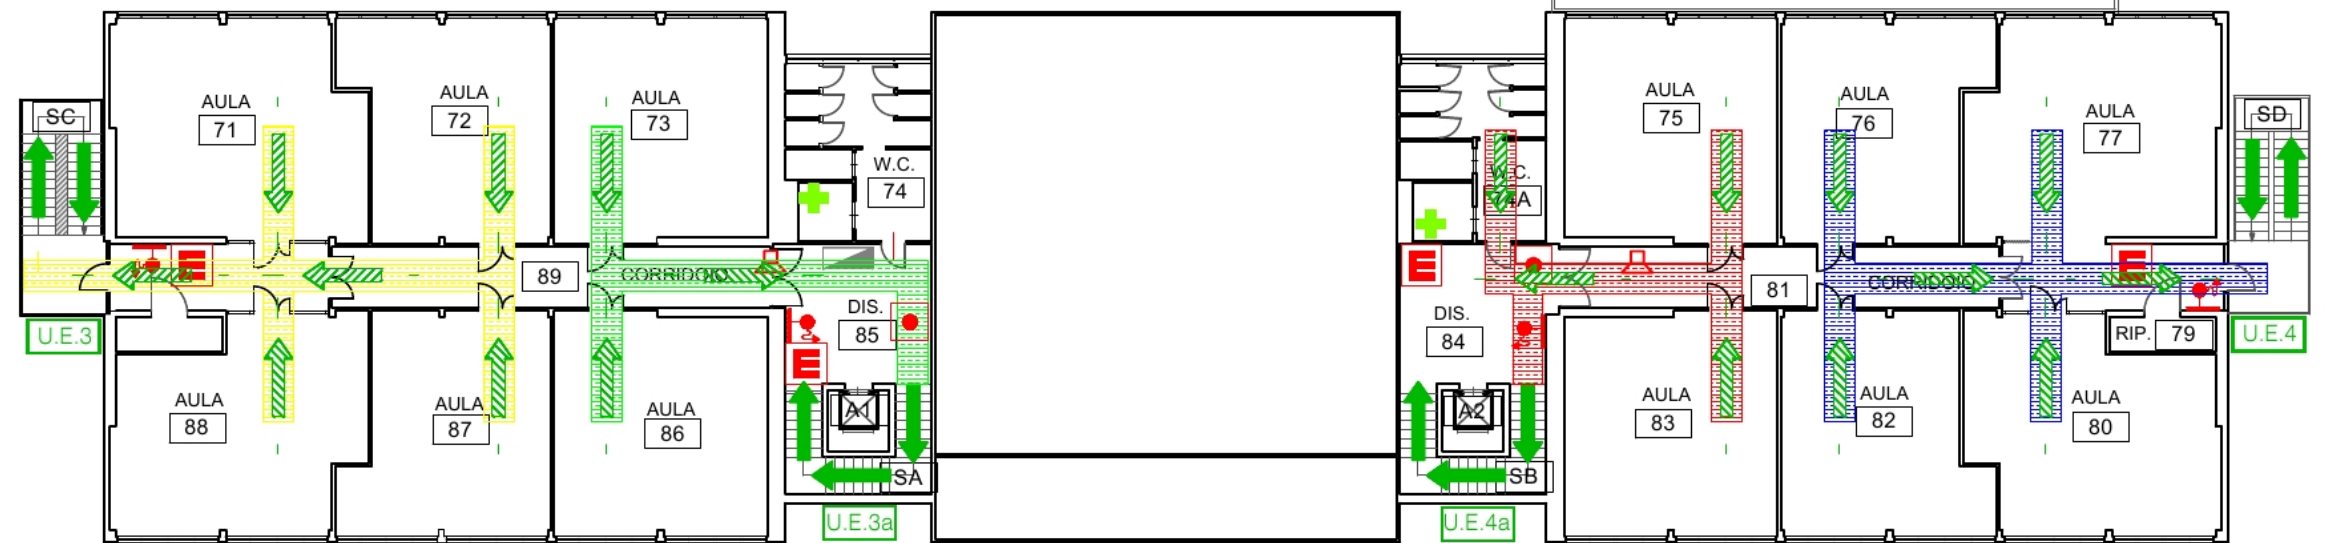 SC
AULA
71
AULA
72
AULA
73
W.C.
74
W.C.
74A
AULA
75
AULA
76
AULA
77
SD
E
89
CORRIDOIO
E
81
CORRIDOIO
E
U.E.3
DIS.
85
E
DIS.
84
RIP. 79
U.E.4
AULA
88
AULA
87
AULA
86
A1
A2
AULA
83
AULA
82
AULA
80
SA
SB
U.E.3a
U.E.4a